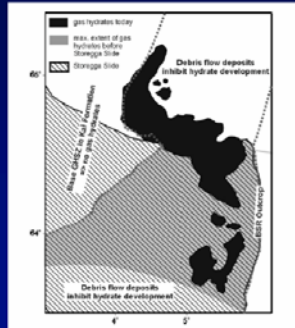 gas hydrates today
max. extent of gas
hydrates before
Storegga Slide
Storegga Slide
Debris flow deposits
inhibit hydrate development
65°
Base GHSZ in Kai Formation
no gas hydrates
BSR Outcrop
64°
Debris flow deposits
inhibit hydrate development
4°
5°